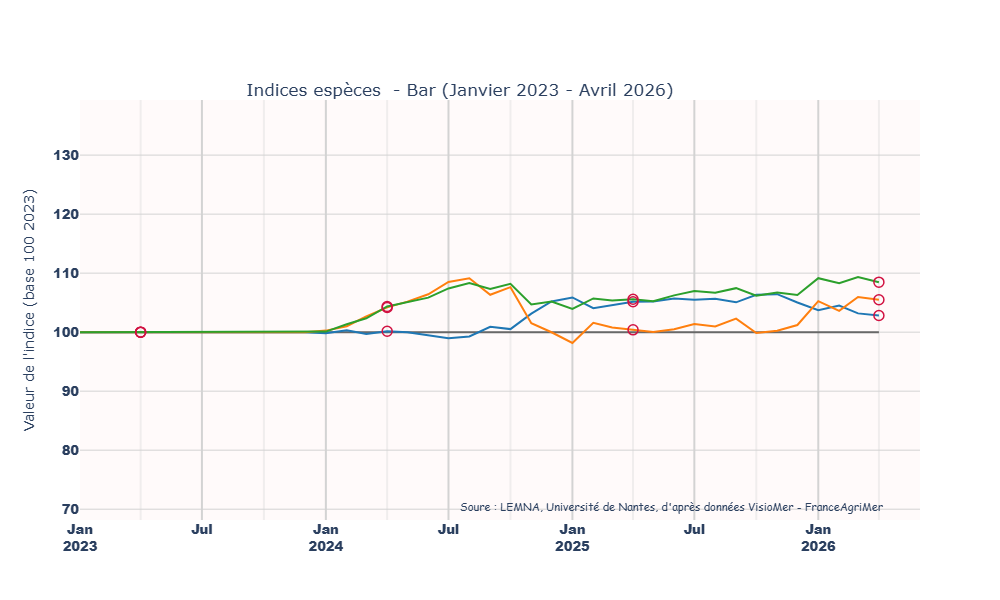 Indices espèces  - Bar (Janvier 2023 - Avril 2026)
Valeur de l'indice (base 100 2023)
130
120
110
100
90
80
70
Soure : LEMNA, Université de Nantes, d'après données VisioMer - FranceAgriMer
Jan Jul Jan Jul Jan Jul Jan
2023 2024 2025 2026